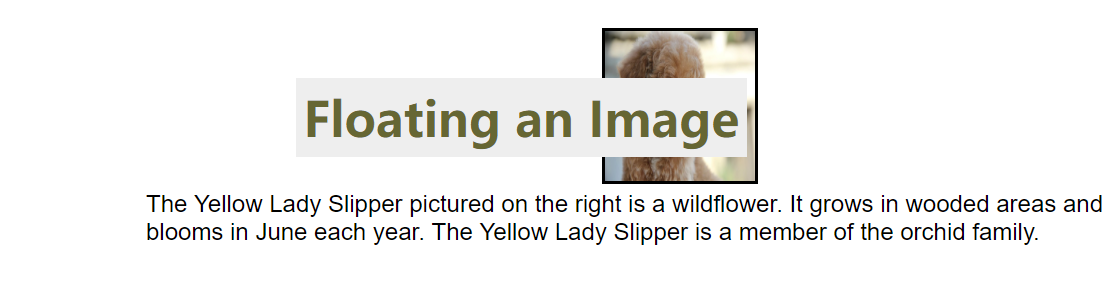 Floating an Image
The Yellow Lady Slipper pictured on the right is a wildflower. It grows in wooded areas and
blooms in June each year. The Yellow Lady Slipper is a member of the orchid family.